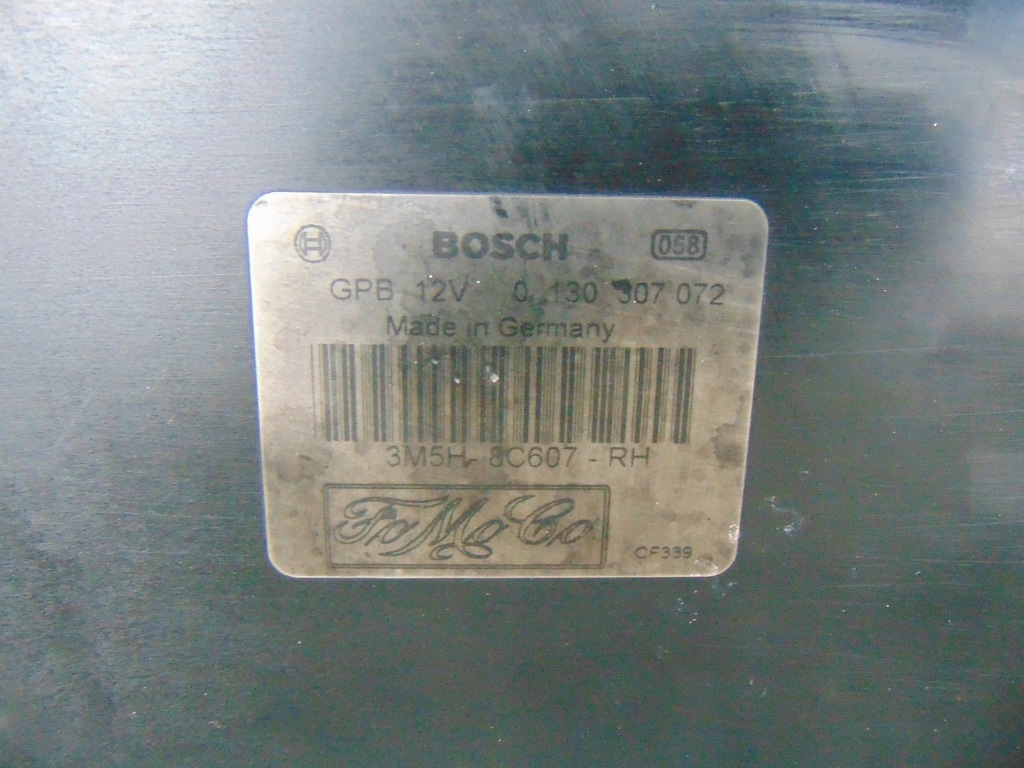 BOSCH 058
GPB 12V 0 130 307 072
Made in Germany
3M5H - 8C607 - RH
FoMoCo
CF339